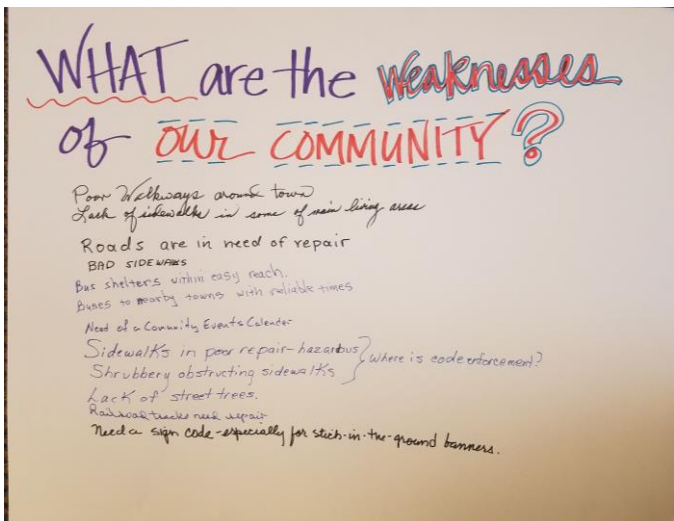 WHAT are the Weaknesses
of our COMMUNITY?
Poor Walkways around town
Lack of sidewalks in some of main living areas
Roads are in need of repair
BAD SIDEWALKS
Bus shelters within easy reach.
Buses to nearby towns with reliable times
Need of a Community Events Calendar
Sidewalks in poor repair-hazardous
Shrubbery obstructing sidewalks
Where is code enforcement?
Lack of street trees.
Railroad tracks need repair
Need a sign code-especially for stick-in-the-ground banners.